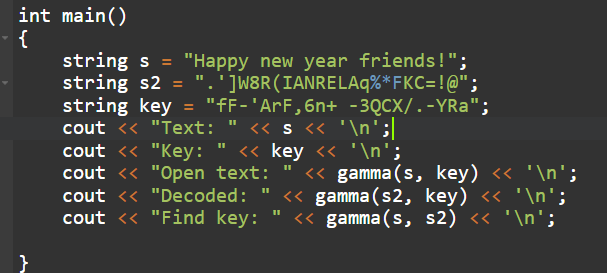 int main()
{
    string s = "Happy new year friends!";
    string s2 = ".']W8R(IANRELAq%*FKC=!@";
    string key = "fF-'ArF,6n+ -3QCX/.-YRa";
    cout << "Text: " << s << '\n';
    cout << "Key: " << key << '\n';
    cout << "Open text: " << gamma(s, key) << '\n';
    cout << "Decoded: " << gamma(s2, key) << '\n';
    cout << "Find key: " << gamma(s, s2) << '\n';
}